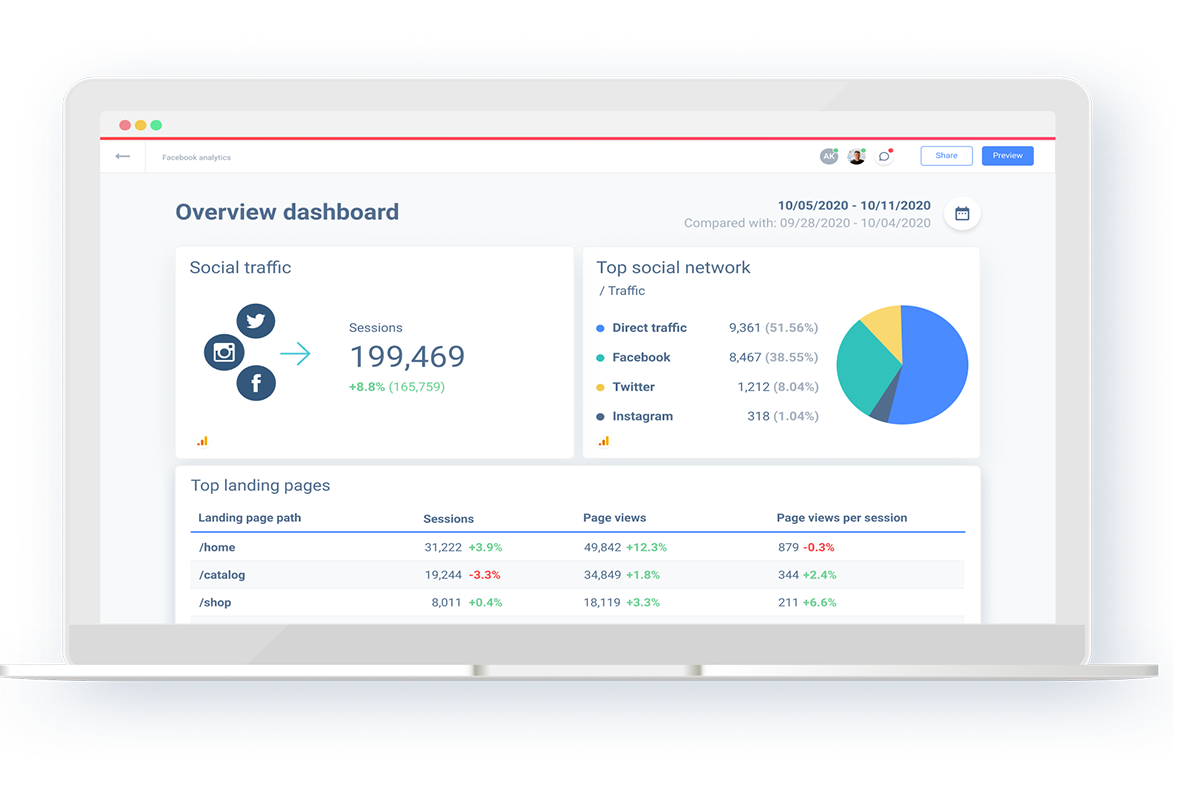 Facebook analytics
AK
Share
Preview
Overview dashboard
10/05/2020 - 10/11/2020
Compared with: 09/28/2020 - 10/04/2020
Social traffic
Sessions
199,469
+8.8% (165,759)
Top social network
/ Traffic
Direct traffic 9,361 (51.56%)
Facebook 8,467 (38.55%)
Twitter 1,212 (8.04%)
Instagram 318 (1.04%)
Top landing pages
Landing page path Sessions Page views Page views per session
/home 31,222 +3.9% 49,842 +12.3% 879 -0.3%
/catalog 19,244 -3.3% 34,849 +1.8% 344 +2.4%
/shop 8,011 +0.4% 18,119 +3.3% 211 +6.6%